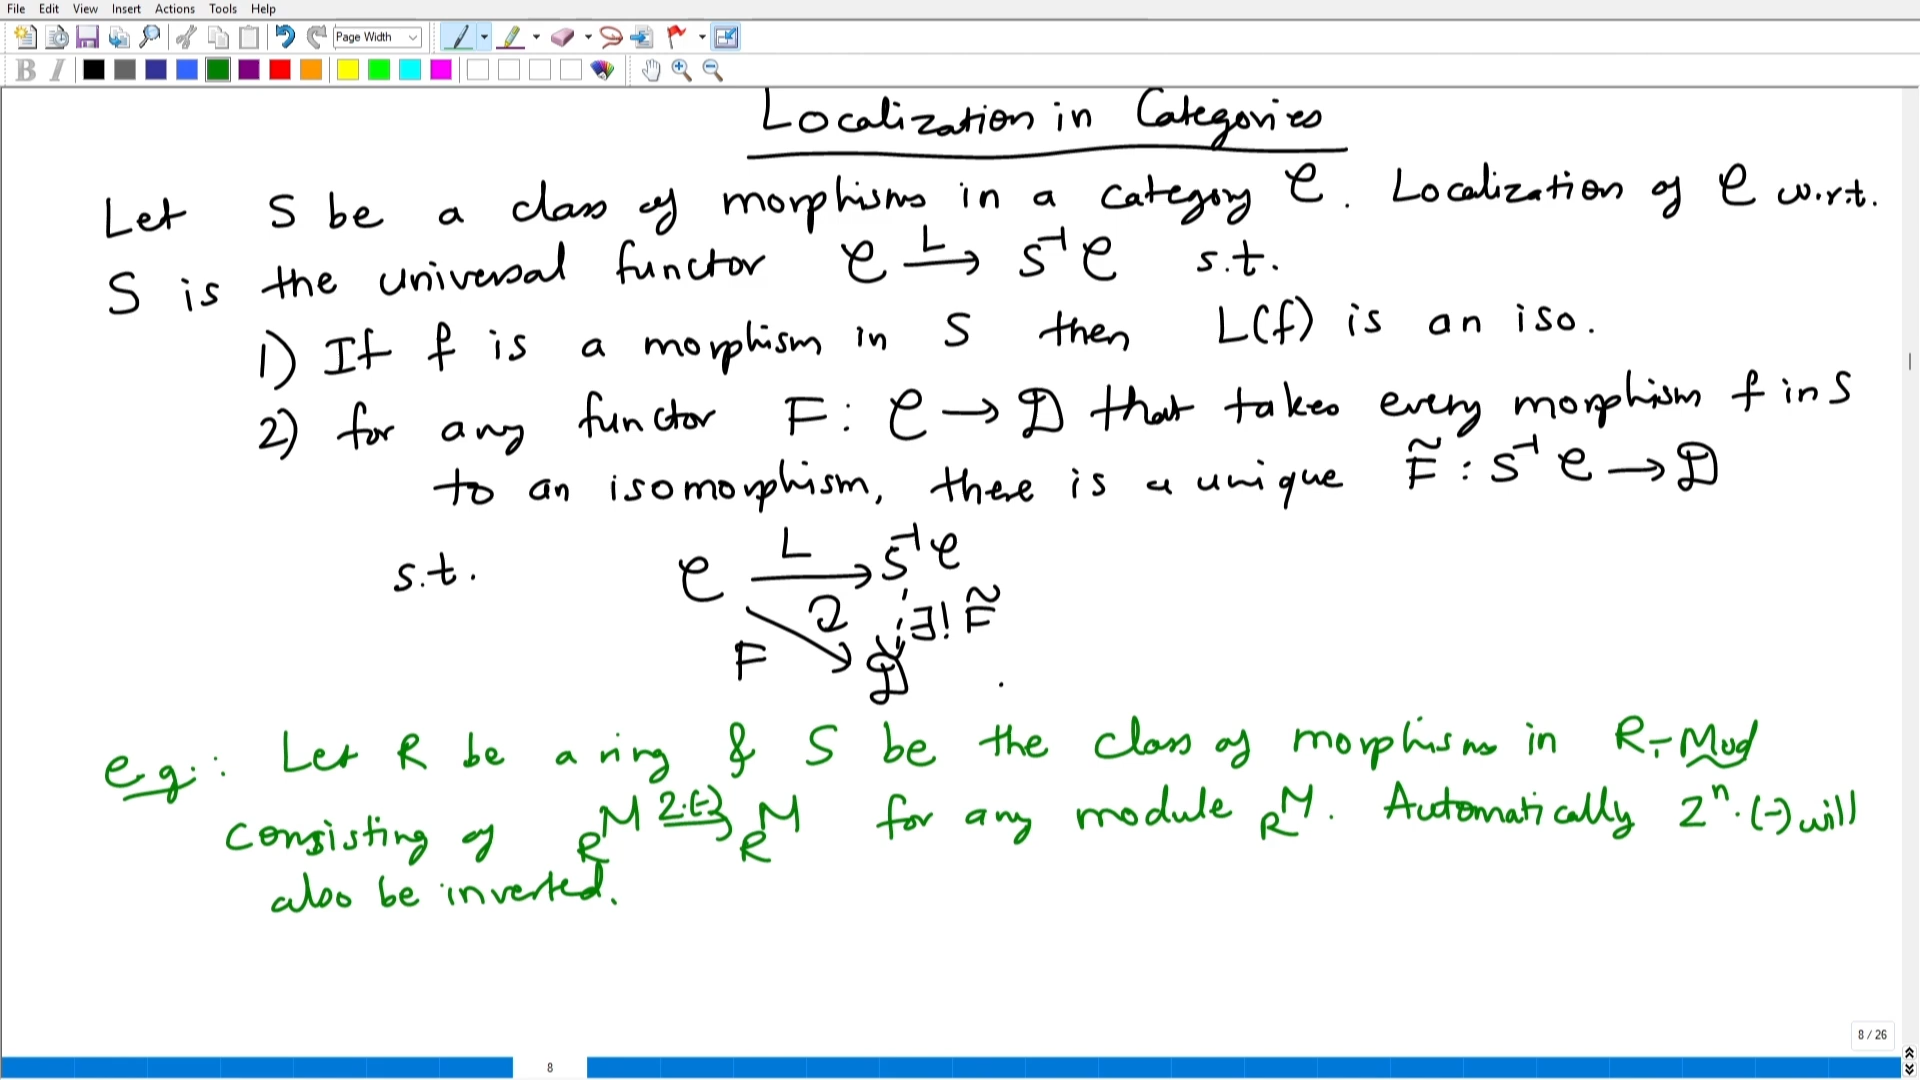 File Edit View Insert Actions Tools Help
Page Width
B I
Localization in Categories
Let S be a class of morphisms in a category 𝒞. Localization of 𝒞 w.r.t.
S is the universal functor 𝒞 →^L S⁻¹𝒞 s.t.
1) If f is a morphism in S then L(f) is an iso.
2) for any functor F: 𝒞 → 𝒟 that takes every morphism f in S
to an isomorphism, there is a unique F̃ : S⁻¹𝒞 → 𝒟
s.t. 𝒞 →^L S⁻¹𝒞
∃! F̃
F 𝒟 .
e.g.: Let R be a ring & S be the class of morphisms in R-Mod
consisting of _RM →^{2·(-)} _RM for any module _RM. Automatically 2ⁿ·(-) will
also be inverted.
8 / 26
8